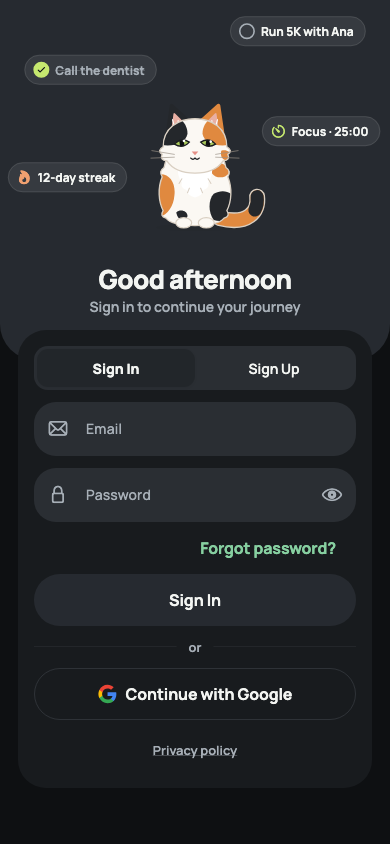 Run 5K with Ana
Call the dentist
Focus · 25:00
12-day streak
Good afternoon
Sign in to continue your journey
Sign In
Sign Up
Email
Password
Forgot password?
Sign In
or
Continue with Google
Privacy policy